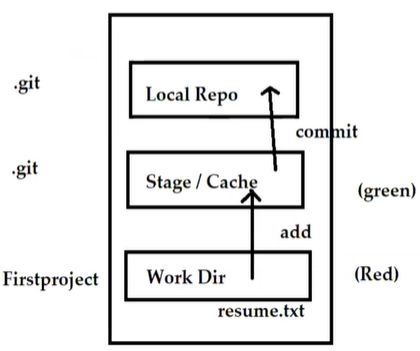 .git
Local Repo
commit
.git
Stage / Cache
(green)
add
Firstproject
Work Dir
(Red)
resume.txt